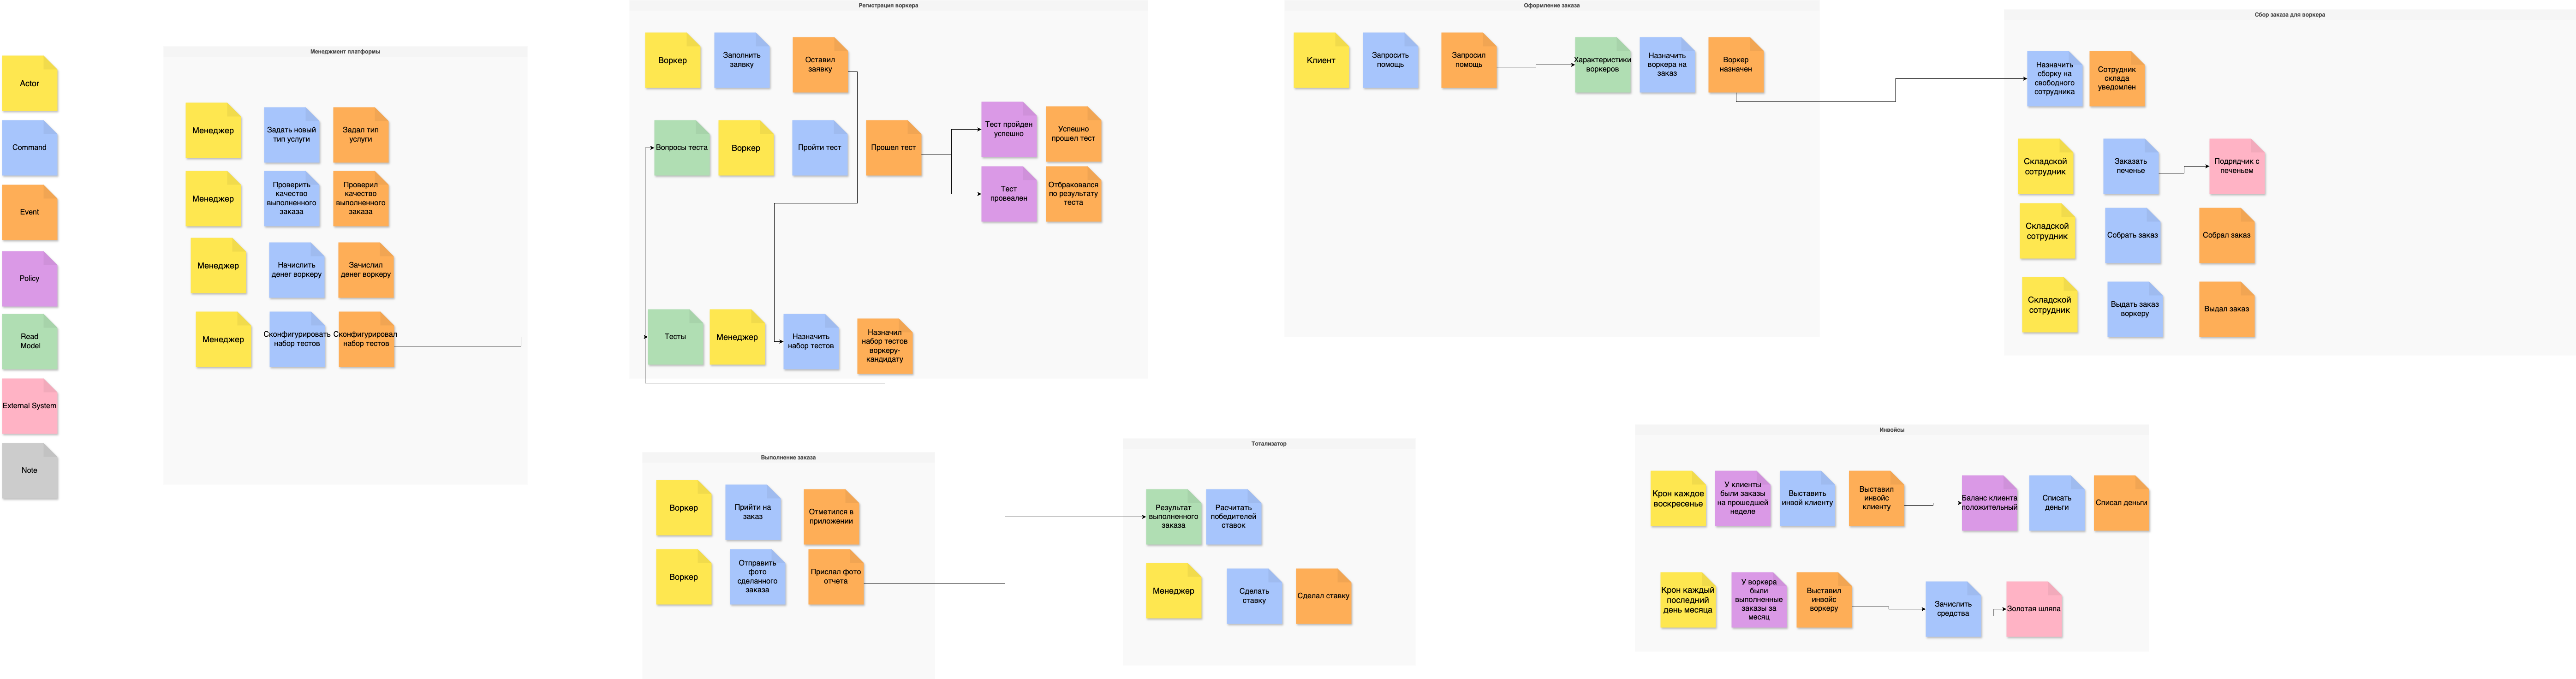 Actor
Command
Event
Policy
Read
Model
External System
Note
Менеджмент платформы
Менеджер
Задать новый
тип услуги
Задал тип
услуги
Менеджер
Проверить
качество
выполненного
заказа
Проверил
качество
выполненного
заказа
Менеджер
Начислить
денег воркеру
Зачислил
денег воркеру
Менеджер
Сконфигурировать
набор тестов
Сконфигурировал
набор тестов
Регистрация воркера
Воркер
Заполнить
заявку
Оставил
заявку
Вопросы теста
Воркер
Пройти тест
Прошел тест
Тест пройден
успешно
Успешно
прошел тест
Тест
провеален
Отбраковался
по результату
теста
Тесты
Менеджер
Назначить
набор тестов
Назначил
набор тестов
воркеру-
кандидату
Оформление заказа
Клиент
Запросить
помощь
Запросил
помощь
Характеристики
воркеров
Назначить
воркера на
заказ
Воркер
назначен
Сбор заказа для воркера
Назначить
сборку на
свободного
сотрудника
Сотрудник
склада
уведомлен
Складской
сотрудник
Заказать
печенье
Подрядчик с
печеньем
Складской
сотрудник
Собрать заказ
Собрал заказ
Складской
сотрудник
Выдать заказ
воркеру
Выдал заказ
Выполнение заказа
Воркер
Прийти на
заказ
Отметился в
приложении
Воркер
Отправить
фото
сделанного
заказа
Прислал фото
отчета
Тотализатор
Результат
выполненного
заказа
Расчитать
победителей
ставок
Менеджер
Сделать
ставку
Сделал ставку
Инвойсы
Крон каждое
воскресенье
У клиенты
были заказы
на прошедшей
неделе
Выставить
инвой клиенту
Выставил
инвойс
клиенту
Баланс клиента
положительный
Списать
деньги
Списал деньги
Крон каждый
последний
день месяца
У воркера
были
выполненные
заказы за
месяц
Выставил
инвойс
воркеру
Зачислить
средства
Золотая шляпа